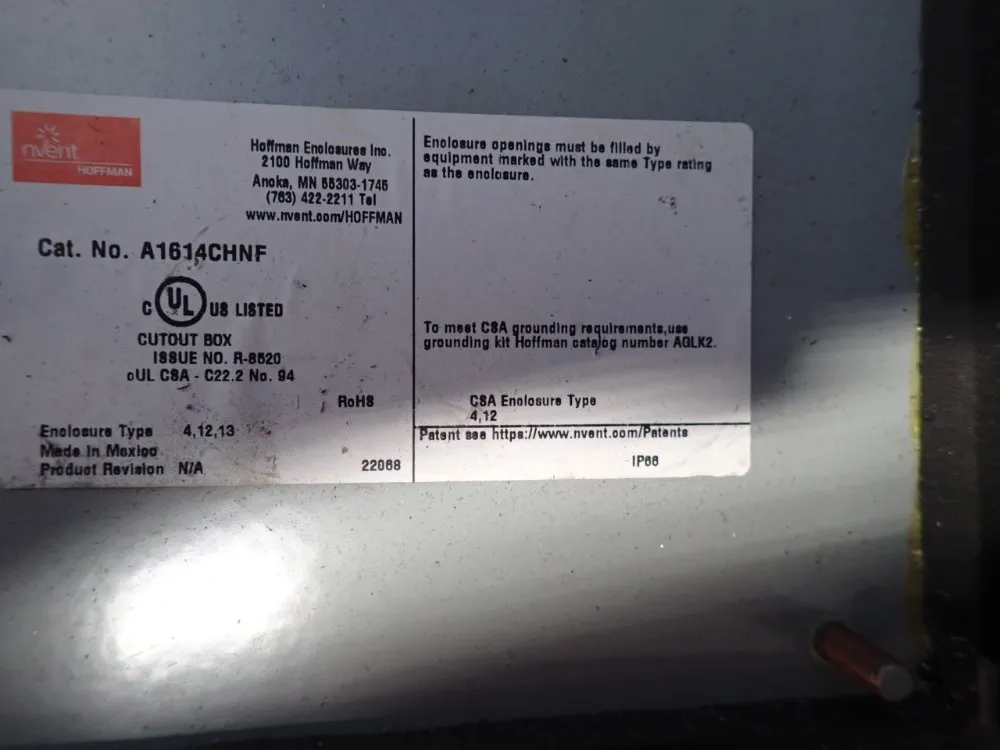 nvent
HOFFMAN
Hoffman Enclosures Inc.
2100 Hoffman Way
Anoka, MN 55303-1745
(763) 422-2211 Tel
www.nvent.com/HOFFMAN
Cat. No. A1614CHNF
C UL US LISTED
CUTOUT BOX
ISSUE NO. R-8520
cUL CSA - C22.2 No. 94
RoHS
Enclosure Type 4,12,13
Made in Mexico
Product Revision N/A
22068
Enclosure openings must be filled by
equipment marked with the same Type rating
as the enclosure.
To meet CSA grounding requirements,use
grounding kit Hoffman catalog number AGLK2.
CSA Enclosure Type
4,12
Patent see https://www.nvent.com/Patents
IP66